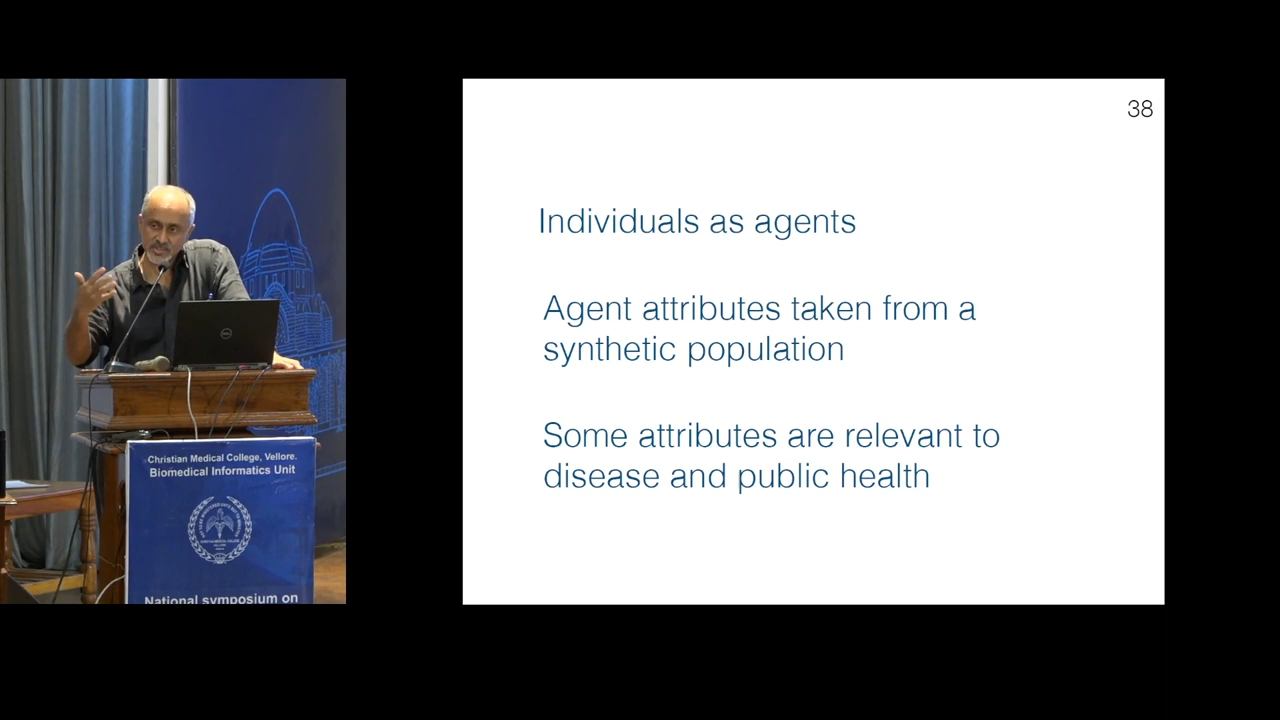 38
Individuals as agents
Agent attributes taken from a
synthetic population
Some attributes are relevant to
disease and public health
Christian Medical College, Vellore.
Biomedical Informatics Unit
National symposium on